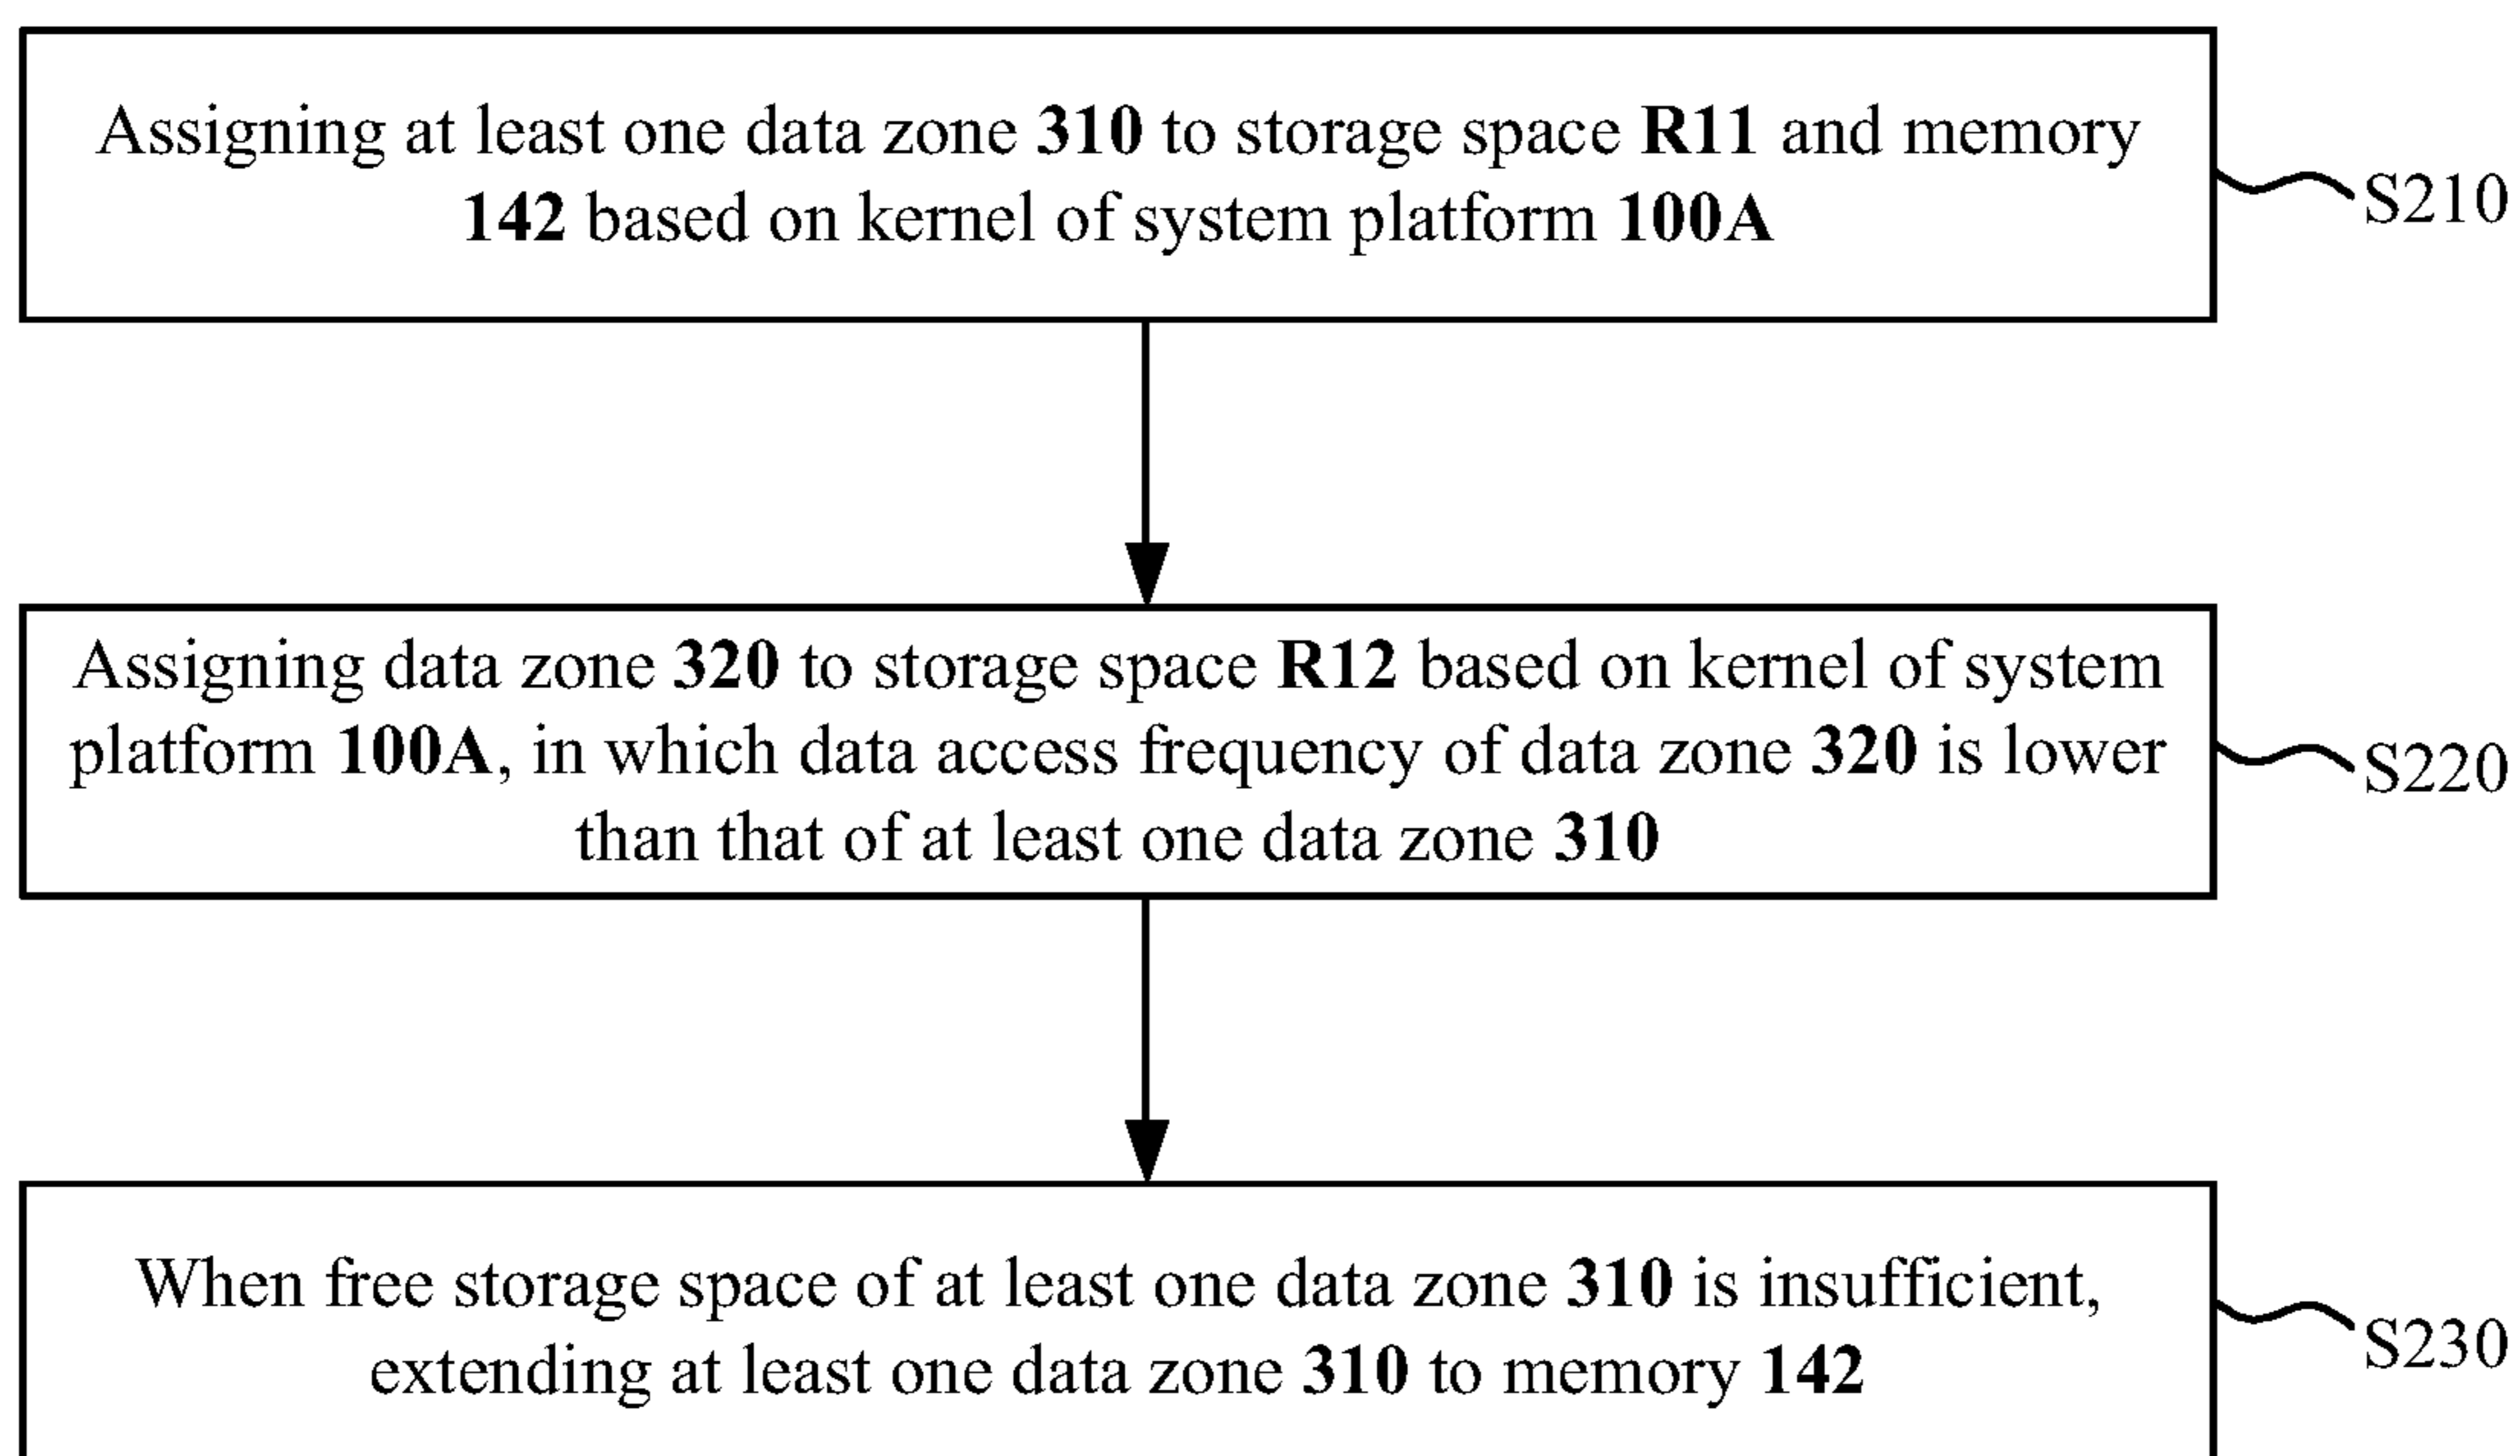 Assigning at least one data zone 310 to storage space R11 and memory
142 based on kernel of system platform 100A
S210
Assigning data zone 320 to storage space R12 based on kernel of system
platform 100A, in which data access frequency of data zone 320 is lower
than that of at least one data zone 310
S220
When free storage space of at least one data zone 310 is insufficient,
extending at least one data zone 310 to memory 142
S230